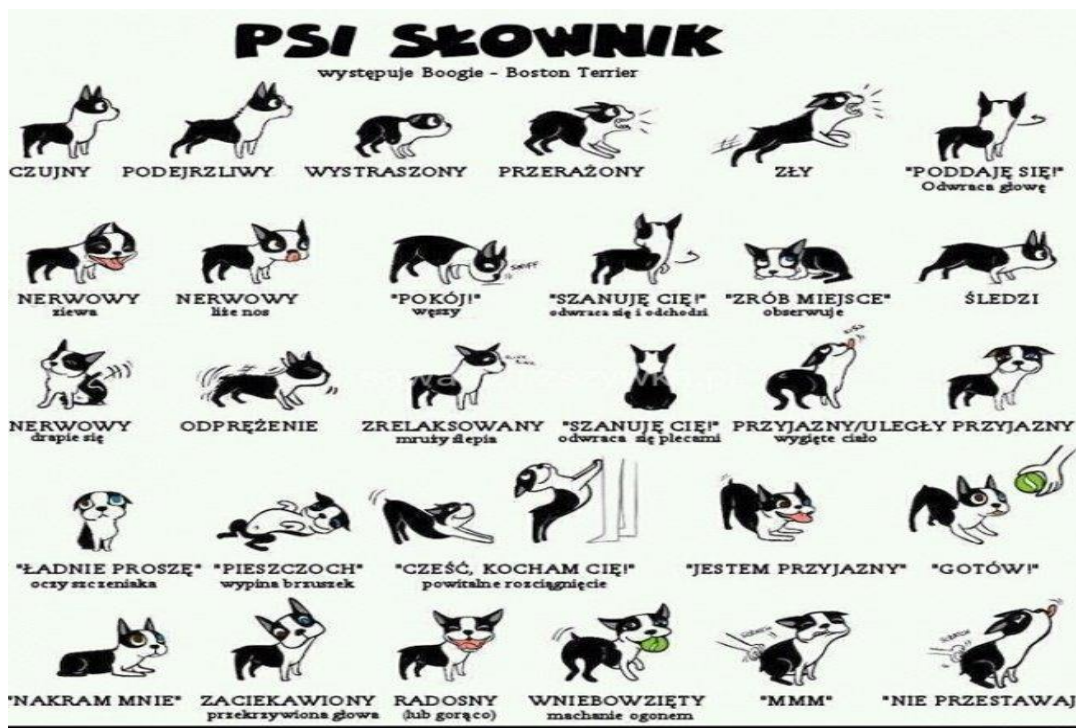 PSI SŁOWNIK
występuje Boogie - Boston Terrier
CZUJNY PODEJRZLIWY WYSTRASZONY PRZERAŻONY ZŁY "PODDAJĘ SIĘ!"
Odwraca głowę
SNIFF
NERWOWY NERWOWY "POKÓJ!" "SZANUJĘ CIĘ!" "ZRÓB MIEJSCE" ŚLEDZI
ziewa liże nos węszy odwraca się i odchodzi obserwuje
NERWOWY ODPRĘŻENIE ZRELAKSOWANY "SZANUJĘ CIĘ!" PRZYJAZNY/ULEGŁY PRZYJAZNY
drapie się mruży ślepia odwraca się plecami wygięte ciało
"ŁADNIE PROSZĘ" "PIESZCZOCH" "CZEŚĆ, KOCHAM CIĘ!" "JESTEM PRZYJAZNY" "GOTÓW!"
oczy szczeniaka wypina brzuszek powitalne rozciągnięcie
SCRATCH SCRATCH
"NAKRAM MNIE" ZACIEKAWIONY RADOSNY WNIEBOWZIĘTY "MMM" "NIE PRZESTAWAJ
przekrzywiona głowa (lub gorąco) machanie ogonem